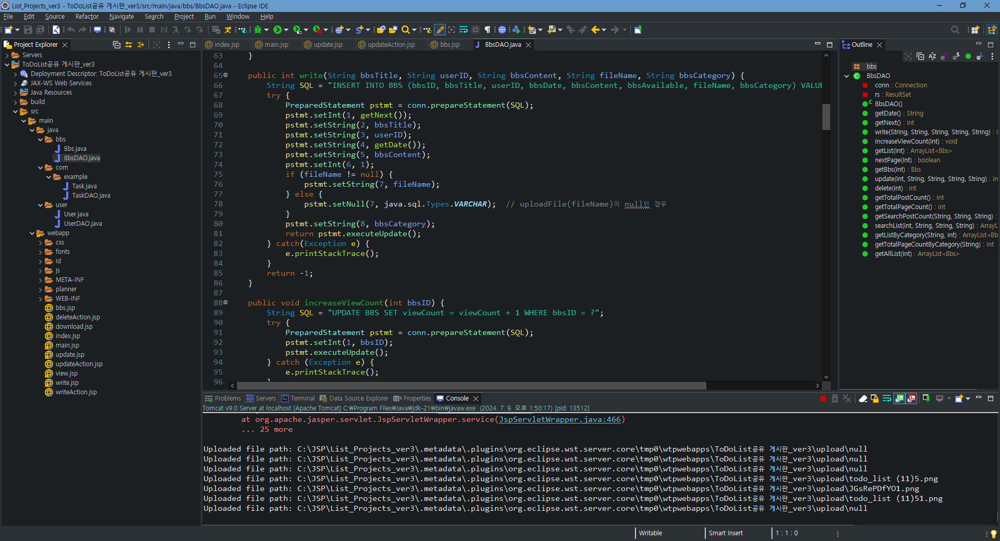 List_Projects_ver3 - ToDoList공유 게시판_ver3/src/main/java/bbs/BbsDAO.java - Eclipse IDE
File Edit Source Refactor Navigate Search Project Run Window Help
Project Explorer
Servers
ToDoList공유 게시판_ver3
Deployment Descriptor: ToDoList공유 게시판_ver3
JAX-WS Web Services
Java Resources
build
src
main
java
bbs
Bbs.java
BbsDAO.java
com
example
Task.java
TaskDAO.java
user
User.java
UserDAO.java
webapp
css
fonts
id
js
META-INF
planner
WEB-INF
bbs.jsp
deleteAction.jsp
download.jsp
index.jsp
main.jsp
update.jsp
updateAction.jsp
view.jsp
write.jsp
writeAction.jsp
index.jsp main.jsp update.jsp updateAction.jsp bbs.jsp BbsDAO.java
63 }
64
65 public int write(String bbsTitle, String userID, String bbsContent, String fileName, String bbsCategory) {
66 String SQL = "INSERT INTO BBS (bbsID, bbsTitle, userID, bbsDate, bbsContent, bbsAvailable, fileName, bbsCategory) VALUE
67 try {
68 PreparedStatement pstmt = conn.prepareStatement(SQL);
69 pstmt.setInt(1, getNext());
70 pstmt.setString(2, bbsTitle);
71 pstmt.setString(3, userID);
72 pstmt.setString(4, getDate());
73 pstmt.setString(5, bbsContent);
74 pstmt.setInt(6, 1);
75 if (fileName != null) {
76 pstmt.setString(7, fileName);
77 } else {
78 pstmt.setNull(7, java.sql.Types.VARCHAR);  // uploadFile(fileName)이 null인 경우
79 }
80 pstmt.setString(8, bbsCategory);
81 return pstmt.executeUpdate();
82 } catch(Exception e) {
83 e.printStackTrace();
84 }
85 return -1;
86 }
87
88 public void increaseViewCount(int bbsID) {
89 String SQL = "UPDATE BBS SET viewCount = viewCount + 1 WHERE bbsID = ?";
90 try {
91 PreparedStatement pstmt = conn.prepareStatement(SQL);
92 pstmt.setInt(1, bbsID);
93 pstmt.executeUpdate();
94 } catch (Exception e) {
95 e.printStackTrace();
96 }
Outline
bbs
BbsDAO
conn : Connection
rs : ResultSet
BbsDAO()
getDate() : String
getNext() : int
write(String, String, String, String, String) : i
increaseViewCount(int) : void
getList(int) : ArrayList<Bbs>
nextPage(int) : boolean
getBbs(int) : Bbs
update(int, String, String, String, String) : int
delete(int) : int
getTotalPostCount() : int
getTotalPageCount() : int
getSearchPostCount(String, String, String) :
searchList(int, String, String, String) : ArrayL
getListByCategory(String, int) : ArrayList<Bb
getTotalPageCountByCategory(String) : int
getAllList(int) : ArrayList<Bbs>
Problems Servers Terminal Data Source Explorer Properties Console
Tomcat v9.0 Server at localhost [Apache Tomcat] C:₩Program Files₩Java₩jdk-21₩bin₩javaw.exe (2024. 7. 9. 오후 1:50:17) [pid: 13512]
at org.apache.jasper.servlet.JspServletWrapper.service(JspServletWrapper.java:466)
... 25 more
Uploaded file path: C:\JSP\List_Projects_ver3\.metadata\.plugins\org.eclipse.wst.server.core\tmp0\wtpwebapps\ToDoList공유 게시판_ver3\upload\null
Uploaded file path: C:\JSP\List_Projects_ver3\.metadata\.plugins\org.eclipse.wst.server.core\tmp0\wtpwebapps\ToDoList공유 게시판_ver3\upload\null
Uploaded file path: C:\JSP\List_Projects_ver3\.metadata\.plugins\org.eclipse.wst.server.core\tmp0\wtpwebapps\ToDoList공유 게시판_ver3\upload\null
Uploaded file path: C:\JSP\List_Projects_ver3\.metadata\.plugins\org.eclipse.wst.server.core\tmp0\wtpwebapps\ToDoList공유 게시판_ver3\upload\todo_list (11)5.png
Uploaded file path: C:\JSP\List_Projects_ver3\.metadata\.plugins\org.eclipse.wst.server.core\tmp0\wtpwebapps\ToDoList공유 게시판_ver3\upload\JGsRePDfYO1.png
Uploaded file path: C:\JSP\List_Projects_ver3\.metadata\.plugins\org.eclipse.wst.server.core\tmp0\wtpwebapps\ToDoList공유 게시판_ver3\upload\todo_list (11)51.png
Uploaded file path: C:\JSP\List_Projects_ver3\.metadata\.plugins\org.eclipse.wst.server.core\tmp0\wtpwebapps\ToDoList공유 게시판_ver3\upload\null
Writable Smart Insert 1 : 1 : 0